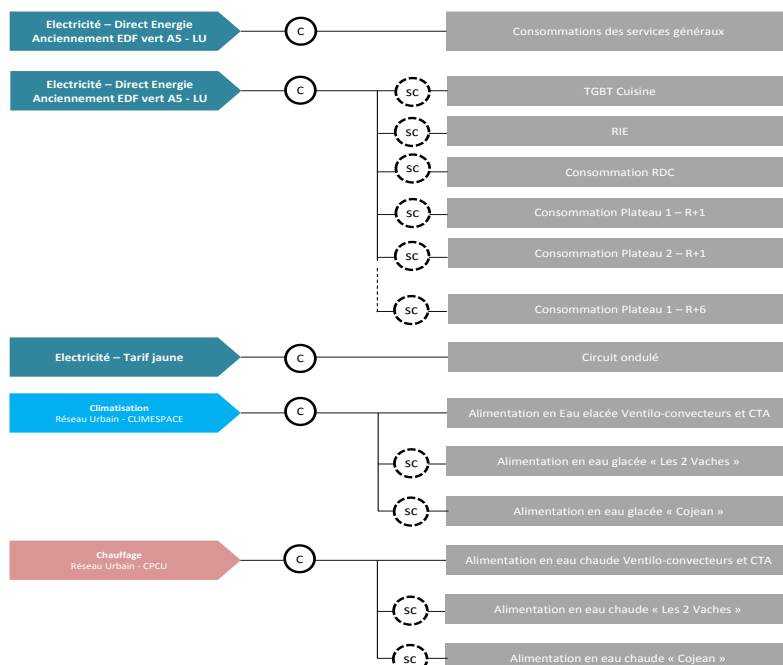 Electricité – Direct Energie
Anciennement EDF vert A5 - LU
C
Consommations des services généraux
Electricité – Direct Energie
Anciennement EDF vert A5 - LU
C
SC
TGBT Cuisine
SC
RIE
SC
Consommation RDC
SC
Consommation Plateau 1 – R+1
SC
Consommation Plateau 2 – R+1
SC
Consommation Plateau 1 – R+6
Electricité – Tarif jaune
C
Circuit ondulé
Climatisation
Réseau Urbain - CLIMESPACE
C
Alimentation en Eau elacée Ventilo-convecteurs et CTA
SC
Alimentation en eau glacée « Les 2 Vaches »
SC
Alimentation en eau glacée « Cojean »
Chauffage
Réseau Urbain - CPCU
C
Alimentation en eau chaude Ventilo-convecteurs et CTA
SC
Alimentation en eau chaude « Les 2 Vaches »
SC
Alimentation en eau chaude « Cojean »